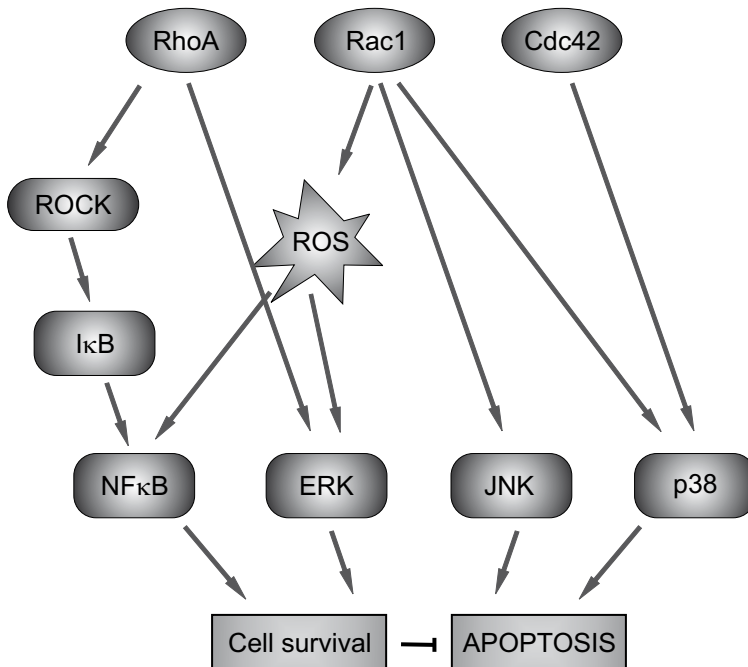 RhoA
Rac1
Cdc42
ROCK
ROS
IκB
NFκB
ERK
JNK
p38
Cell survival
APOPTOSIS